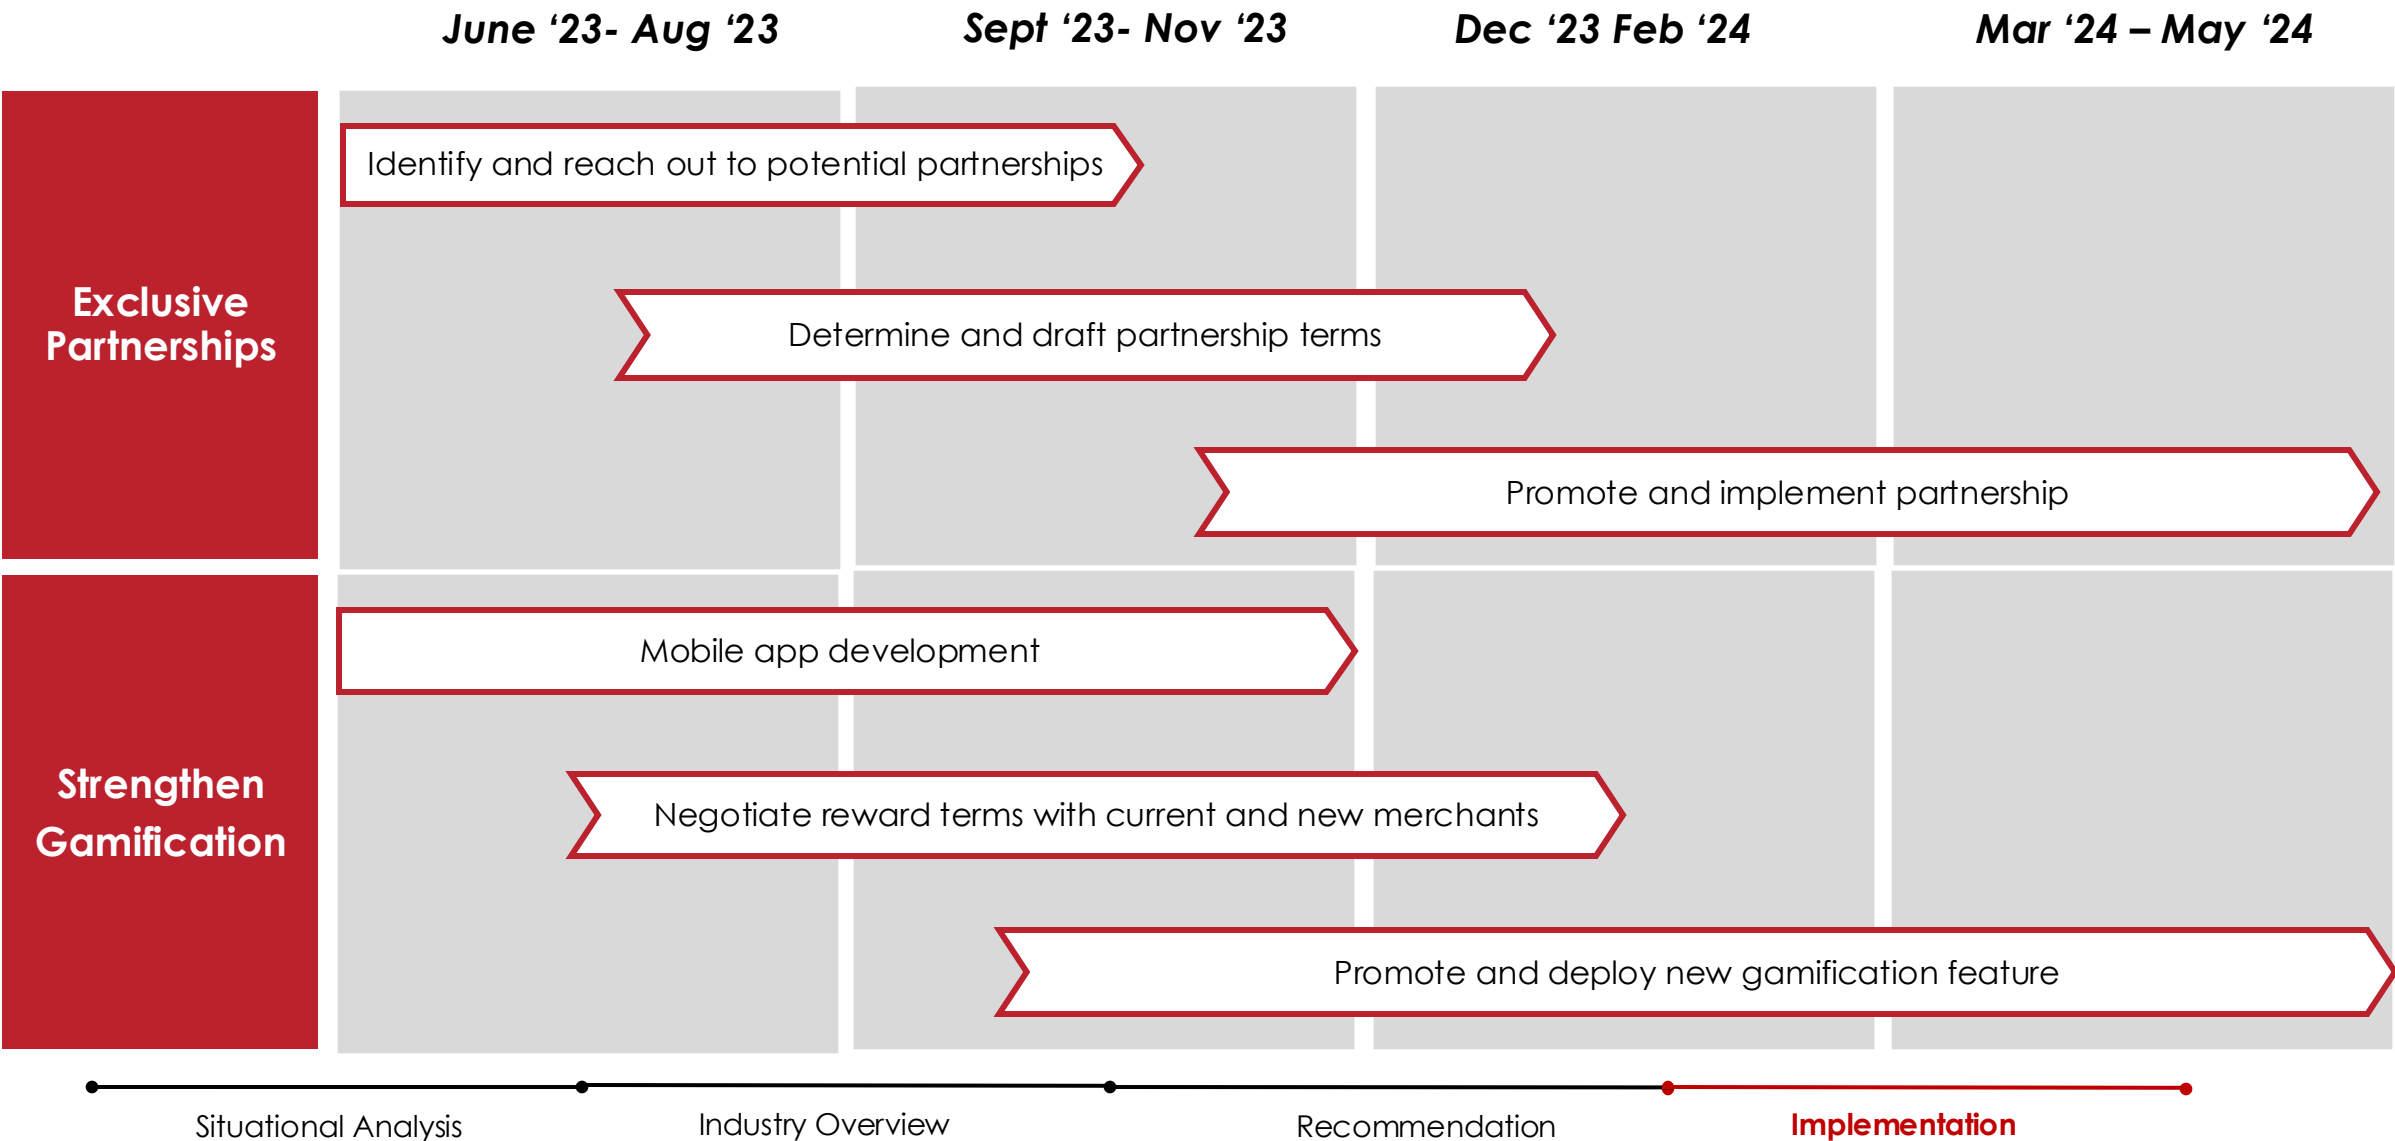 June ‘23- Aug ‘23
Sept ‘23- Nov ‘23
Dec ‘23 Feb ‘24
Mar ‘24 – May ‘24
Exclusive
Partnerships
Identify and reach out to potential partnerships
Determine and draft partnership terms
Promote and implement partnership
Strengthen
Gamification
Mobile app development
Negotiate reward terms with current and new merchants
Promote and deploy new gamification feature
Situational Analysis
Industry Overview
Recommendation
Implementation